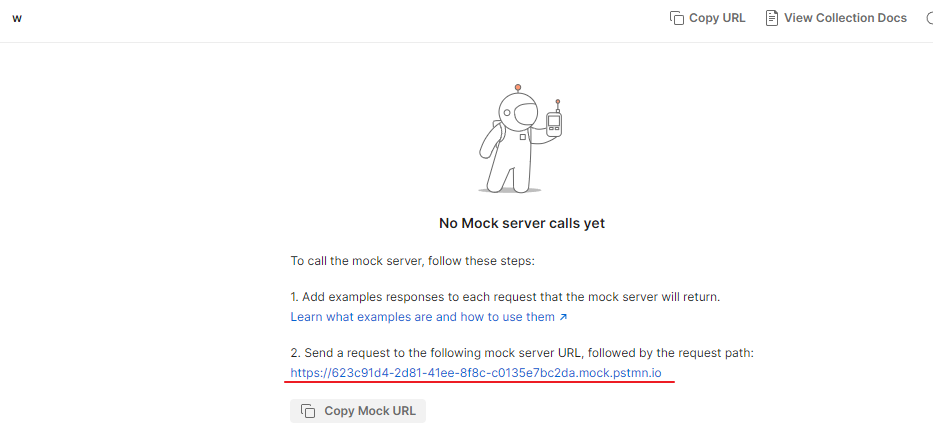 w
Copy URL
View Collection Docs
No Mock server calls yet
To call the mock server, follow these steps:
1. Add examples responses to each request that the mock server will return.
Learn what examples are and how to use them ↗
2. Send a request to the following mock server URL, followed by the request path:
https://623c91d4-2d81-41ee-8f8c-c0135e7bc2da.mock.pstmn.io
Copy Mock URL